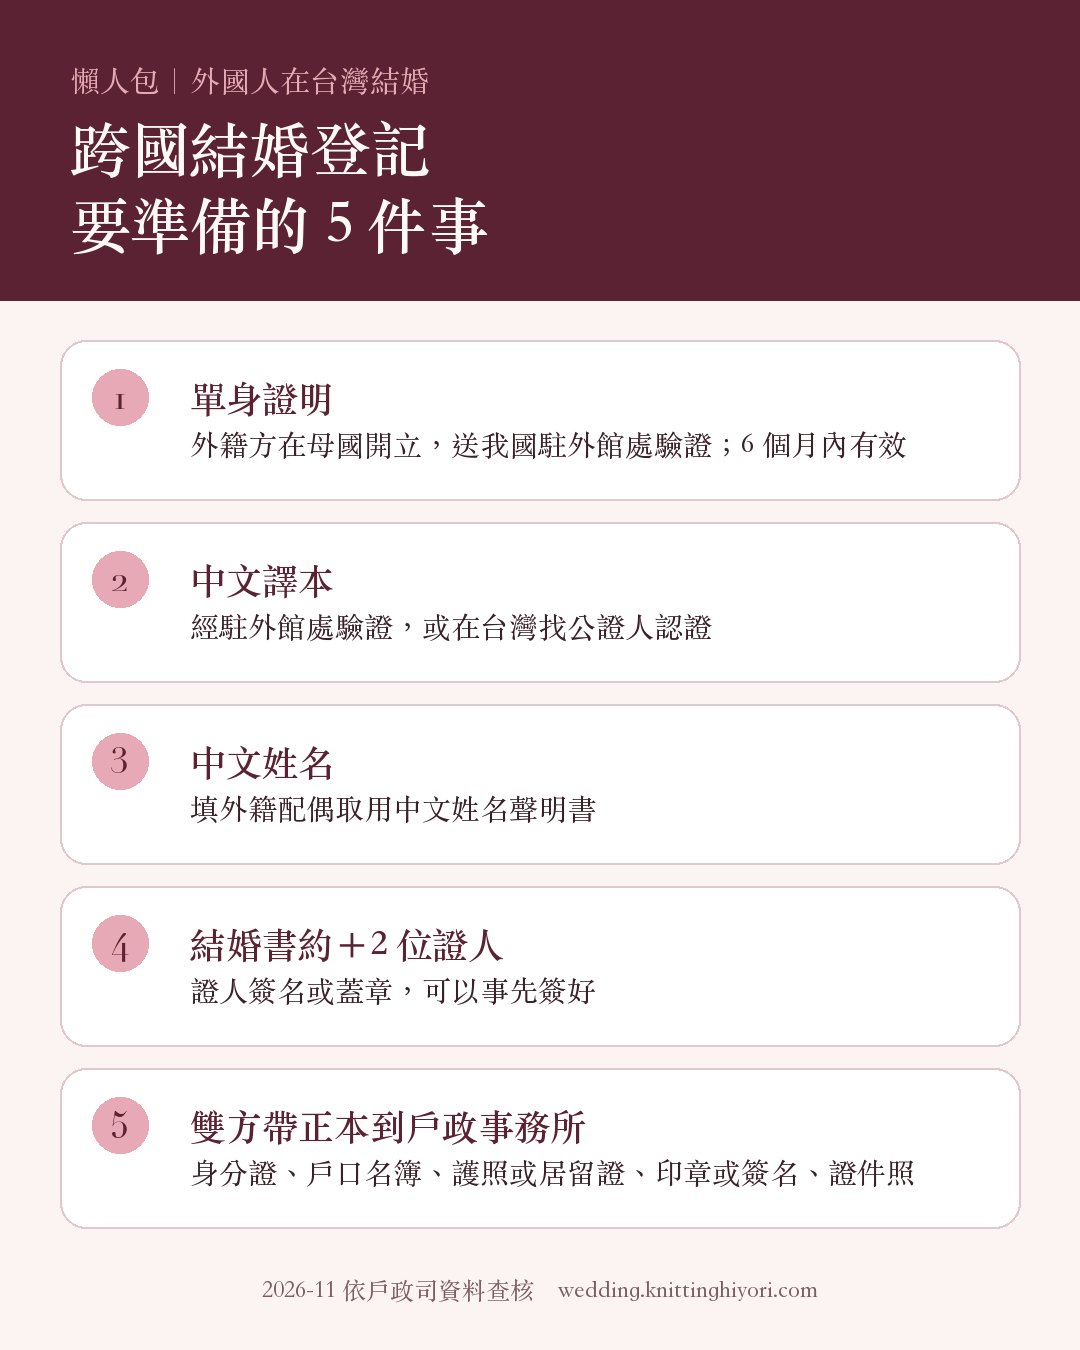 懶人包｜外國人在台灣結婚
跨國結婚登記
要準備的 5 件事
1
單身證明
外籍方在母國開立，送我國駐外館處驗證；6 個月內有效
2
中文譯本
經駐外館處驗證，或在台灣找公證人認證
3
中文姓名
填外籍配偶取用中文姓名聲明書
4
結婚書約＋2 位證人
證人簽名或蓋章，可以事先簽好
5
雙方帶正本到戶政事務所
身分證、戶口名簿、護照或居留證、印章或簽名、證件照
2026-11 依戶政司資料查核　wedding.knittinghiyori.com